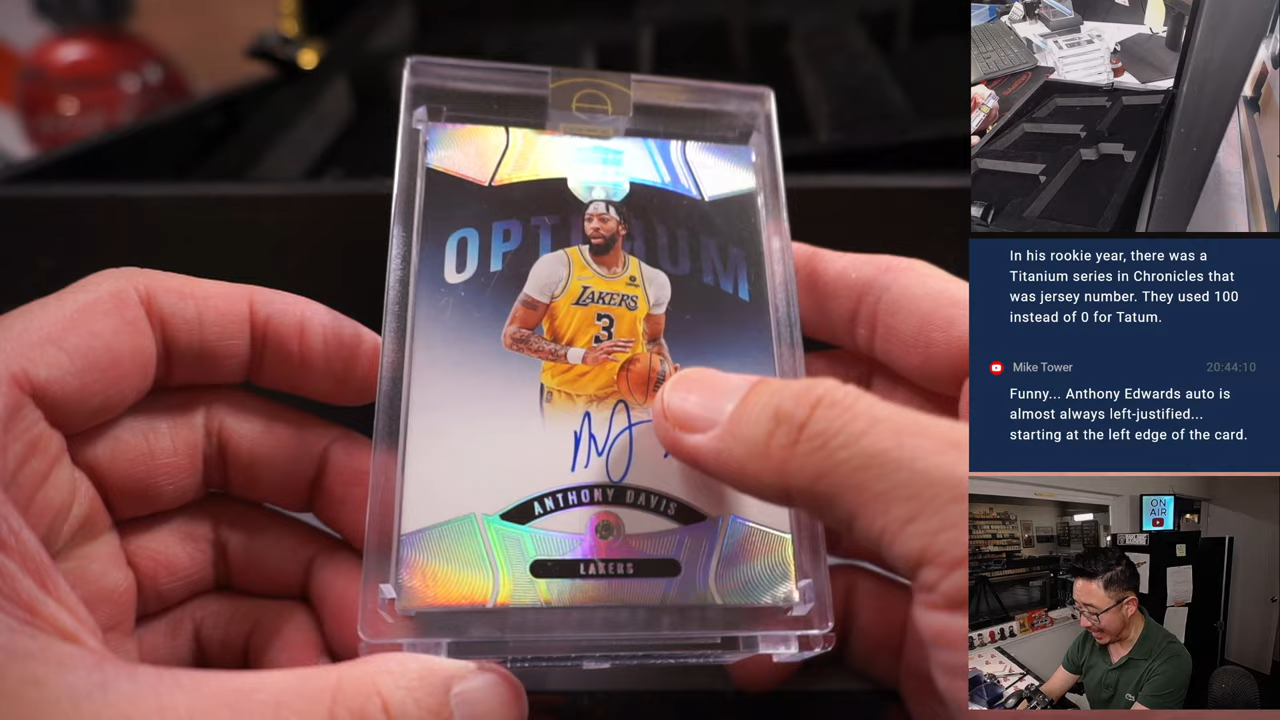 OPTIMUM
LAKERS
3
ANTHONY DAVIS
LAKERS
In his rookie year, there was a
Titanium series in Chronicles that
was jersey number. They used 100
instead of 0 for Tatum.
Mike Tower 20:44:10
Funny... Anthony Edwards auto is
almost always left-justified...
starting at the left edge of the card.
ON
AIR